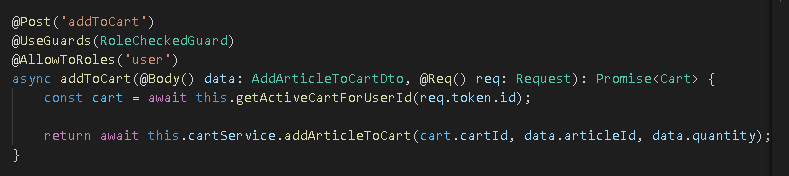 @Post('addToCart')
@UseGuards(RoleCheckedGuard)
@AllowToRoles('user')
async addToCart(@Body() data: AddArticleToCartDto, @Req() req: Request): Promise<Cart> {
    const cart = await this.getActiveCartForUserId(req.token.id);
    return await this.cartService.addArticleToCart(cart.cartId, data.articleId, data.quantity);
}